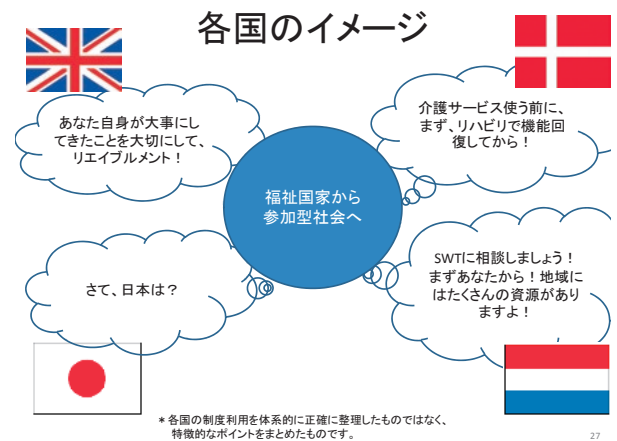 各国のイメージ
あなた自身が大事にし
てきたことを大切にして、
リエイブルメント！
介護サービス使う前に、
まず、リハビリで機能回
復してから！
福祉国家から
参加型社会へ
さて、日本は？
SWTに相談しましょう！
まずあなたから！地域に
はたくさんの資源があり
ますよ！
＊各国の制度利用を体系的に正確に整理したものではなく、
特徴的なポイントをまとめたものです。
27